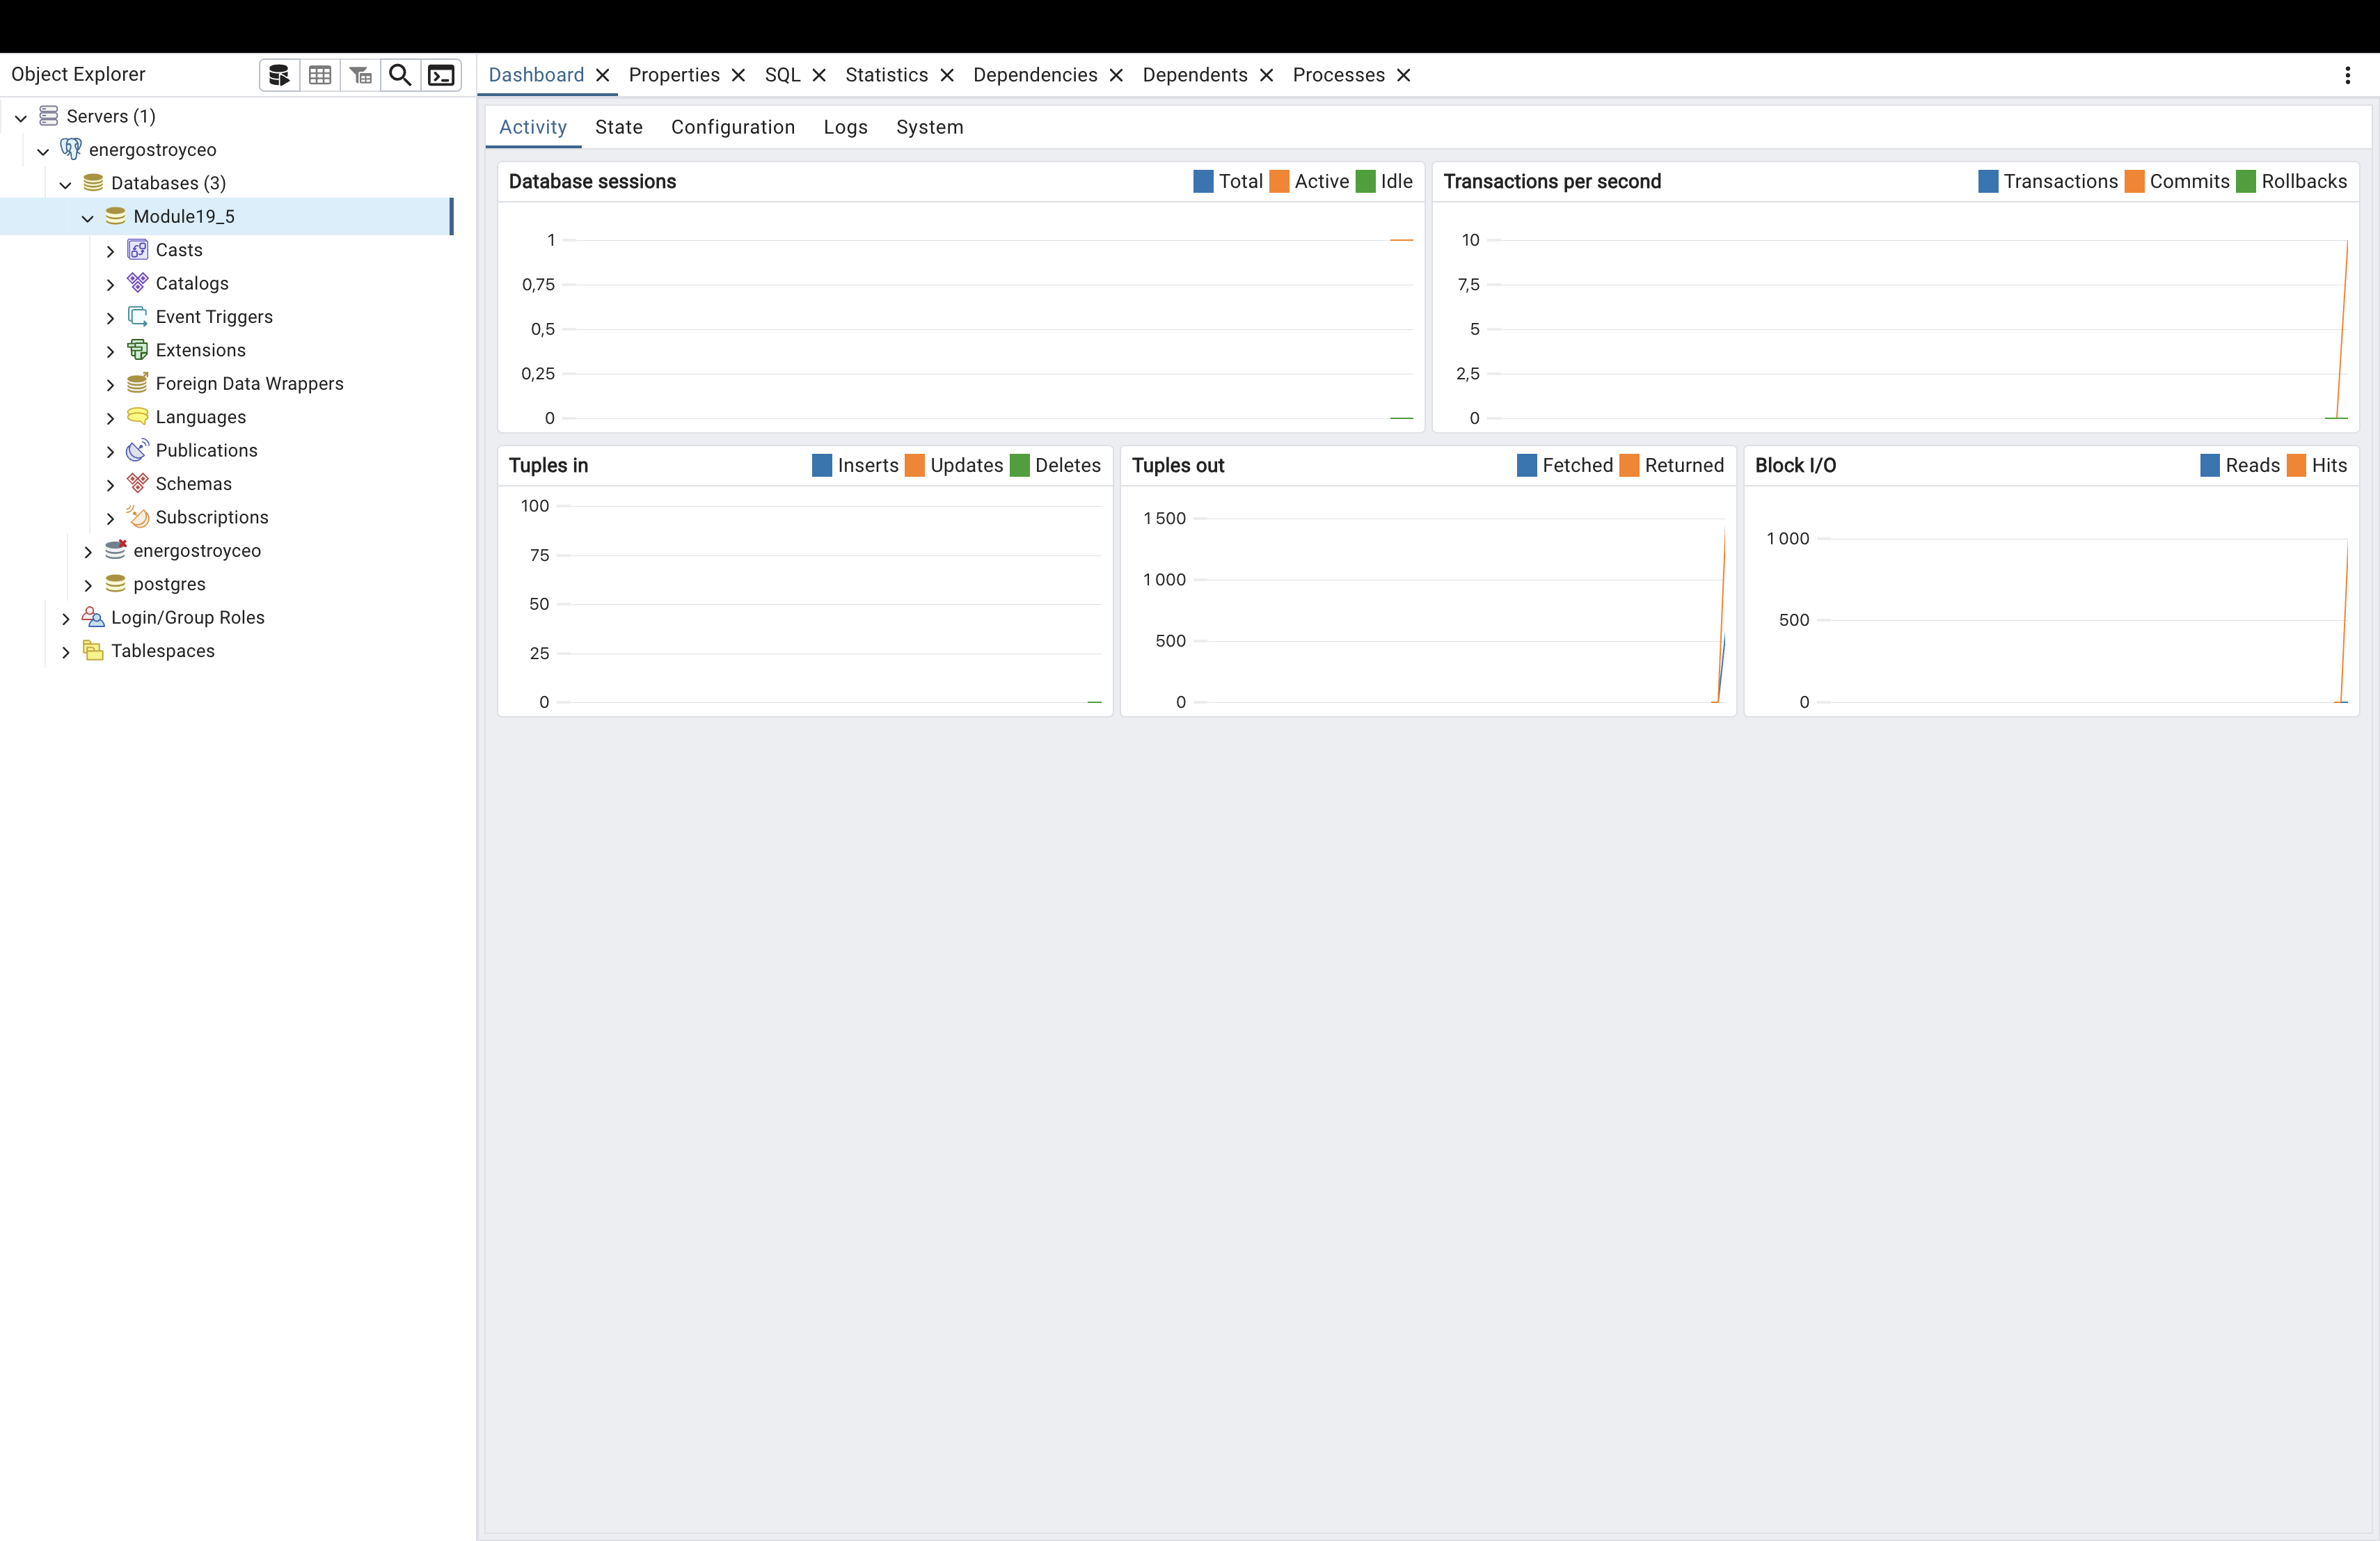 Object Explorer
Servers (1)
energostroyceo
Databases (3)
Module19_5
Casts
Catalogs
Event Triggers
Extensions
Foreign Data Wrappers
Languages
Publications
Schemas
Subscriptions
energostroyceo
postgres
Login/Group Roles
Tablespaces
Dashboard Properties SQL Statistics Dependencies Dependents Processes
Activity State Configuration Logs System
Database sessions Total Active Idle
1
0,75
0,5
0,25
0
Transactions per second Transactions Commits Rollbacks
10
7,5
5
2,5
0
Tuples in Inserts Updates Deletes
100
75
50
25
0
Tuples out Fetched Returned
1 500
1 000
500
0
Block I/O Reads Hits
1 000
500
0